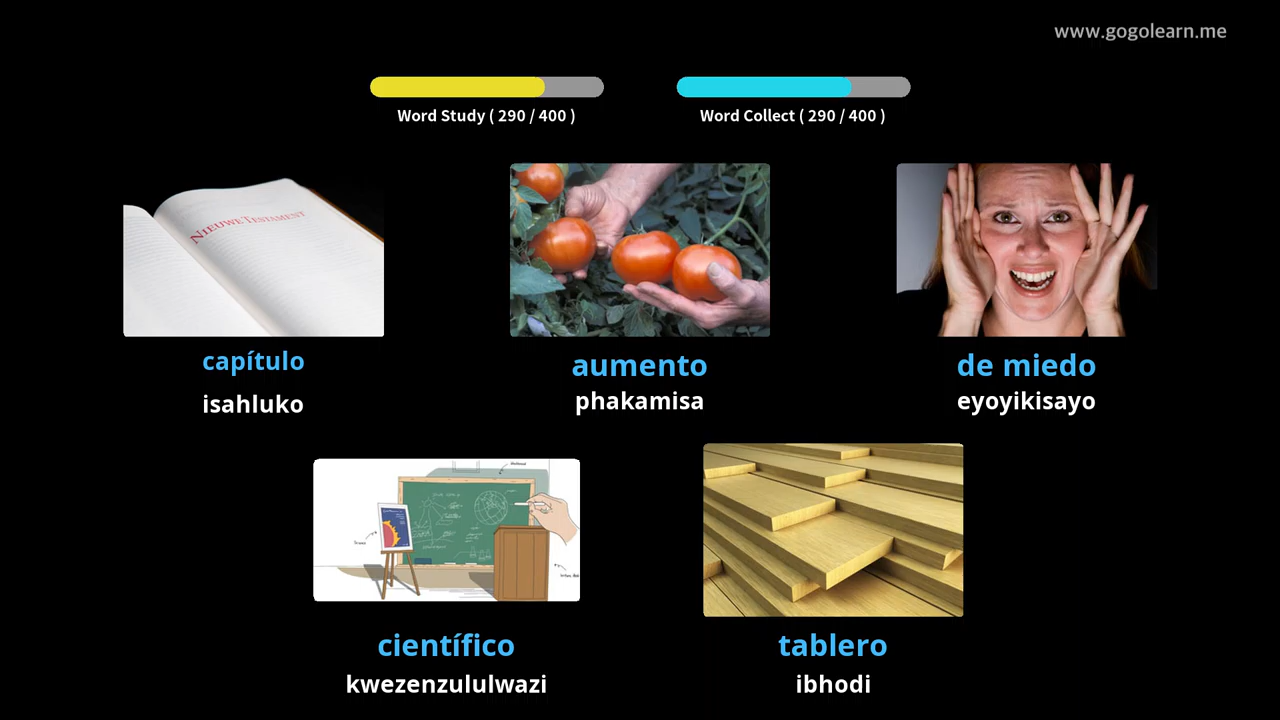 www.gogolearn.me
Word Study ( 290 / 400 )
Word Collect ( 290 / 400 )
NIEUWE TESTAMENT
capítulo
isahluko
aumento
phakamisa
de miedo
eyoyikisayo
científico
kwezenzululwazi
tablero
ibhodi